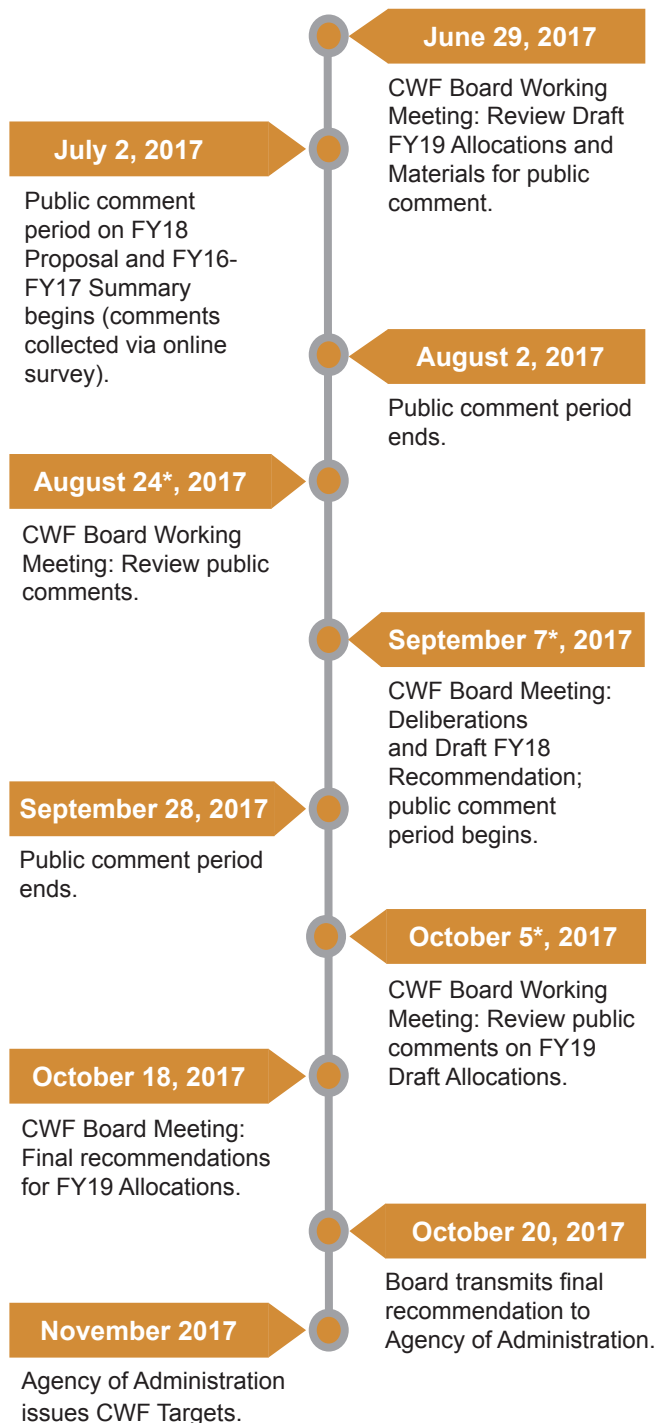 June 29, 2017
CWF Board Working
Meeting: Review Draft
FY19 Allocations and
Materials for public
comment.
July 2, 2017
Public comment
period on FY18
Proposal and FY16-
FY17 Summary
begins (comments
collected via online
survey).
August 2, 2017
Public comment period
ends.
August 24*, 2017
CWF Board Working
Meeting: Review public
comments.
September 7*, 2017
CWF Board Meeting:
Deliberations
and Draft FY18
Recommendation;
public comment
period begins.
September 28, 2017
Public comment period
ends.
October 5*, 2017
CWF Board Working
Meeting: Review public
comments on FY19
Draft Allocations.
October 18, 2017
CWF Board Meeting:
Final recommendations
for FY19 Allocations.
October 20, 2017
Board transmits final
recommendation to
Agency of Administration.
November 2017
Agency of Administration
issues CWF Targets.